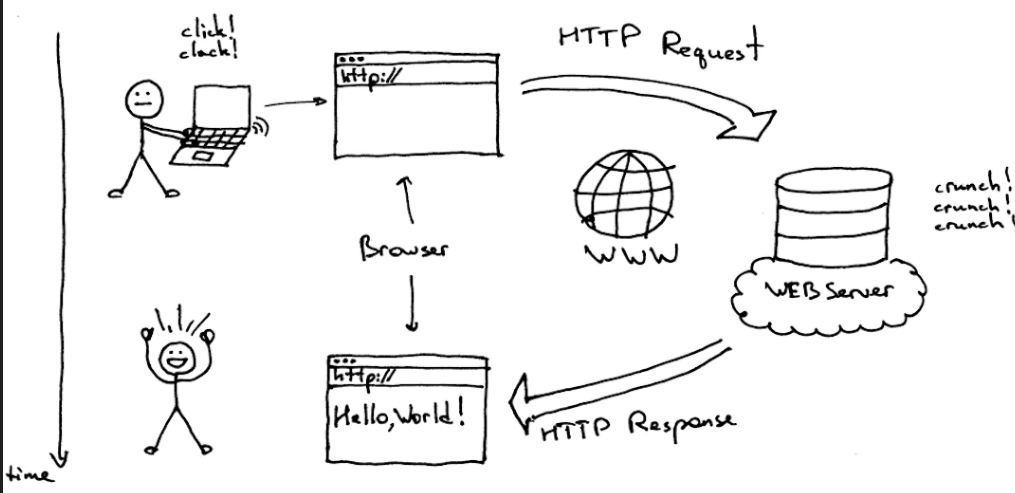 click!
clack!
HTTP Request
http://
crunch!
crunch!
crunch!
WWW
Browser
WEB Server
http://
Hello, World!
HTTP Response
time